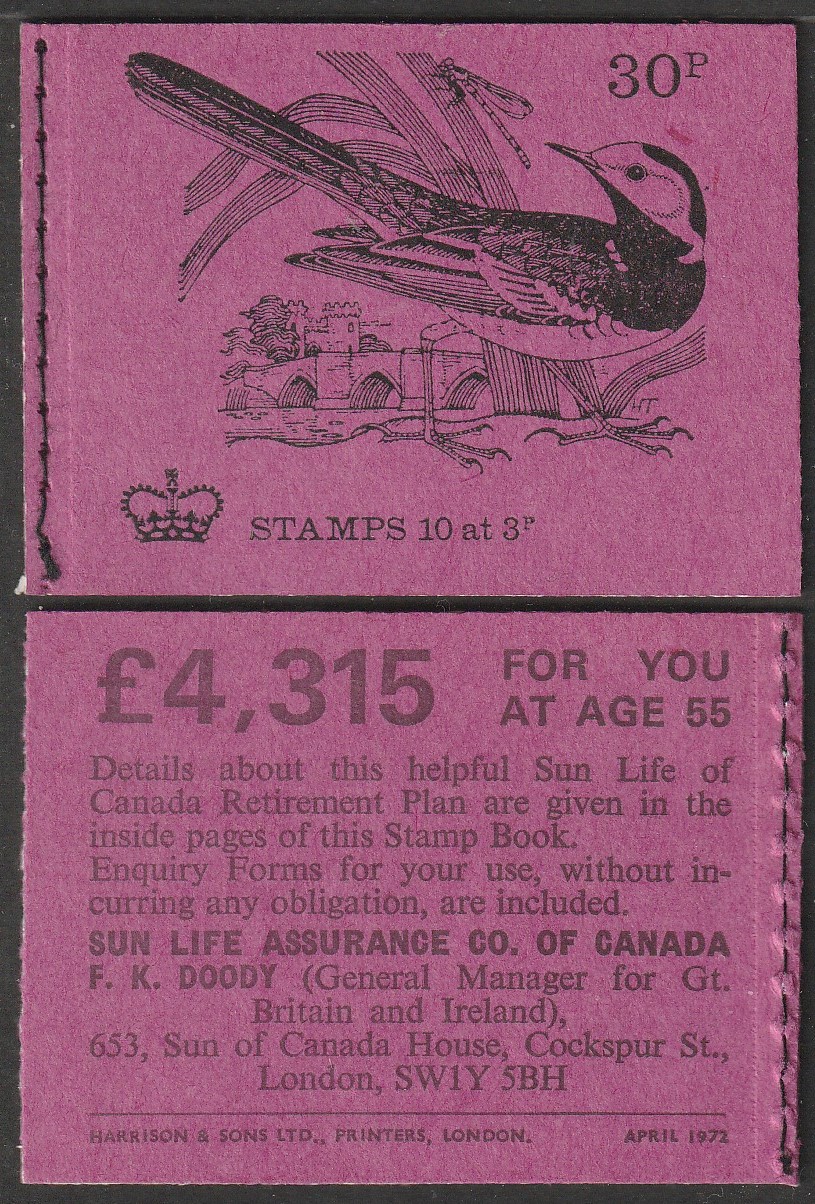 30P
HT
STAMPS 10 at 3P
£4,315 FOR YOU
AT AGE 55
Details about this helpful Sun Life of
Canada Retirement Plan are given in the
inside pages of this Stamp Book.
Enquiry Forms for your use, without in-
curring any obligation, are included.
SUN LIFE ASSURANCE CO. OF CANADA
F. K. DOODY (General Manager for Gt.
Britain and Ireland),
653, Sun of Canada House, Cockspur St.,
London, SW1Y 5BH
HARRISON & SONS LTD., PRINTERS, LONDON. APRIL 1972